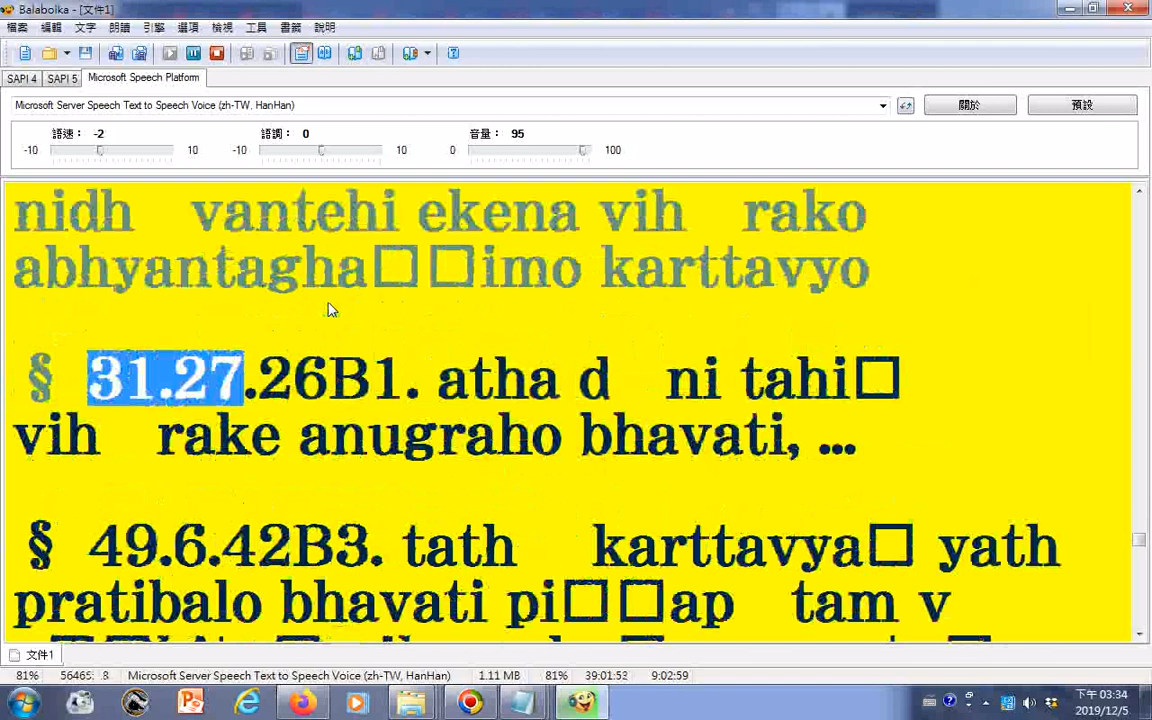 Balabolka - [文件1]
檔案 編輯 文字 朗讀 引擎 選項 檢視 工具 書籤 說明
SAPI 4 SAPI 5 Microsoft Speech Platform
Microsoft Server Speech Text to Speech Voice (zh-TW, HanHan) 關於 預設
語速： -2 語調： 0 音量： 95
-10 10 -10 10 0 100
nidh vantehi ekena vih rako
abhyantagha□□imo karttavyo
§ 31.27.26B1. atha d ni tahi□
vih rake anugraho bhavati, ...
§ 49.6.42B3. tath karttavya□ yath
pratibalo bhavati pi□□ap tam v
文件1
81% Microsoft Server Speech Text to Speech Voice (zh-TW, HanHan) 1.11 MB 81% 39:01:53 9:02:59
下午 03:34
2019/12/5